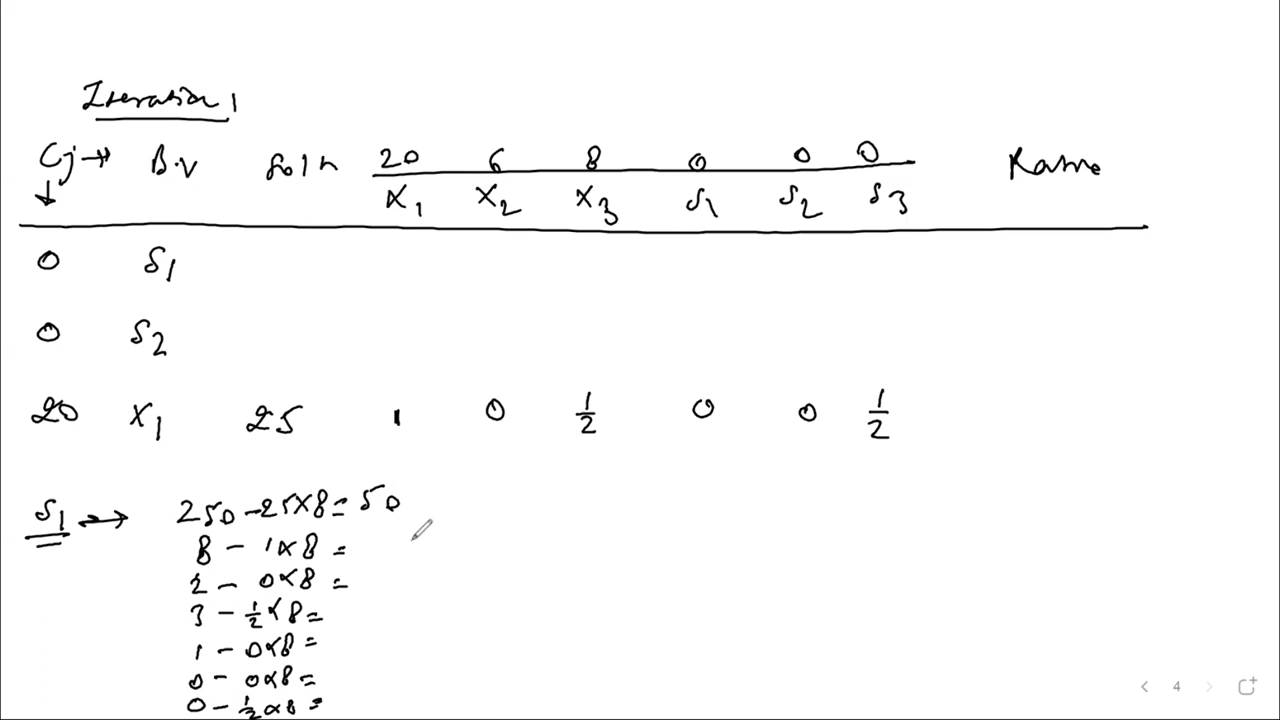 Iteration 1
Cj → B.V Soln 20 6 8 0 0 0 Ratio
↓ X1 X2 X3 S1 S2 S3
0 S1
0 S2
20 X1 25 1 0 1/2 0 0 1/2
S1 → 250 - 25×8 = 50
8 - 1×8 =
2 - 0×8 =
3 - 1/2×8 =
1 - 0×8 =
0 - 0×8 =
0 - 1/2×8 =
< 4 >